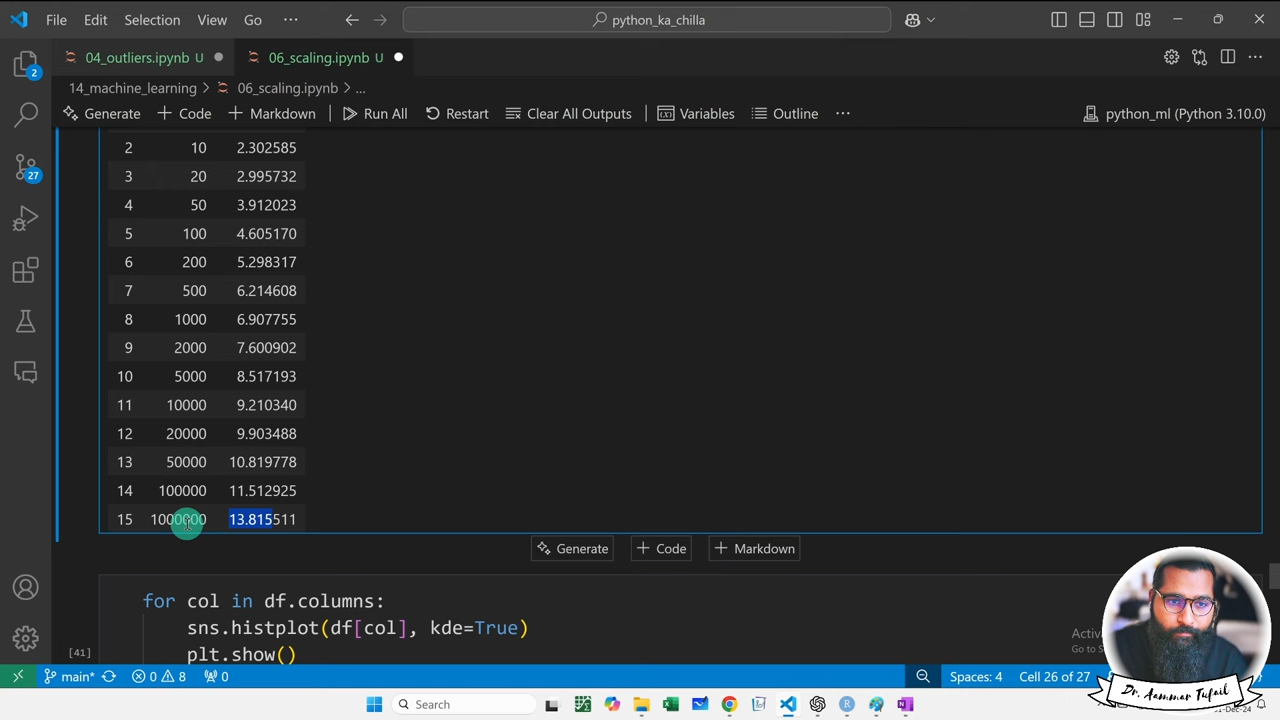 File Edit Selection View Go ··· python_ka_chilla
04_outliers.ipynb U 06_scaling.ipynb U
14_machine_learning > 06_scaling.ipynb > ...
Generate + Code + Markdown Run All Restart Clear All Outputs Variables Outline ··· python_ml (Python 3.10.0)
2 10 2.302585
3 20 2.995732
4 50 3.912023
5 100 4.605170
6 200 5.298317
7 500 6.214608
8 1000 6.907755
9 2000 7.600902
10 5000 8.517193
11 10000 9.210340
12 20000 9.903488
13 50000 10.819778
14 100000 11.512925
15 1000000 13.815511
Generate + Code + Markdown
for col in df.columns:
sns.histplot(df[col], kde=True)
plt.show()
[41]
2
27
main* 0 8 0 Spaces: 4 Cell 26 of 27
Search
Dr. Aammar Tufail